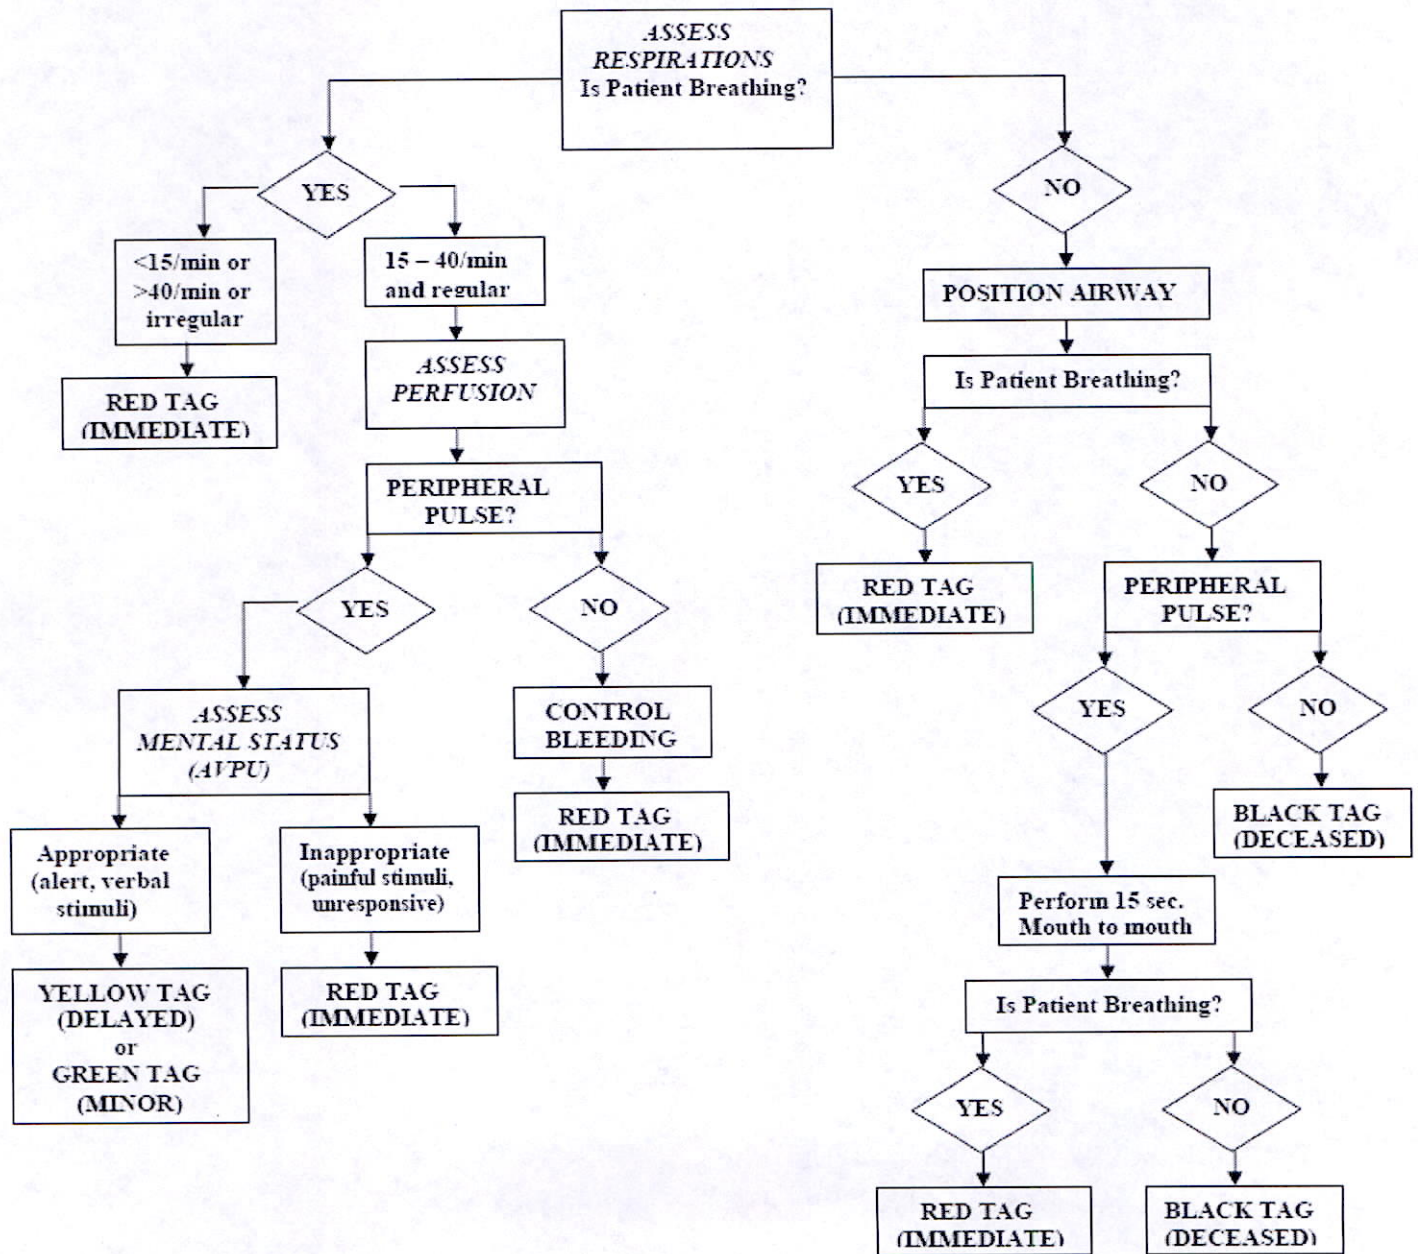 ASSESS
RESPIRATIONS
Is Patient Breathing?
YES
<15/min or
>40/min or
irregular
RED TAG
(IMMEDIATE)
15 – 40/min
and regular
ASSESS
PERFUSION
PERIPHERAL
PULSE?
YES
ASSESS
MENTAL STATUS
(AVPU)
Appropriate
(alert, verbal
stimuli)
YELLOW TAG
(DELAYED)
or
GREEN TAG
(MINOR)
Inappropriate
(painful stimuli,
unresponsive)
RED TAG
(IMMEDIATE)
NO
CONTROL
BLEEDING
RED TAG
(IMMEDIATE)
NO
POSITION AIRWAY
Is Patient Breathing?
YES
RED TAG
(IMMEDIATE)
NO
PERIPHERAL
PULSE?
YES
Perform 15 sec.
Mouth to mouth
Is Patient Breathing?
YES
RED TAG
(IMMEDIATE)
NO
BLACK TAG
(DECEASED)
NO
BLACK TAG
(DECEASED)